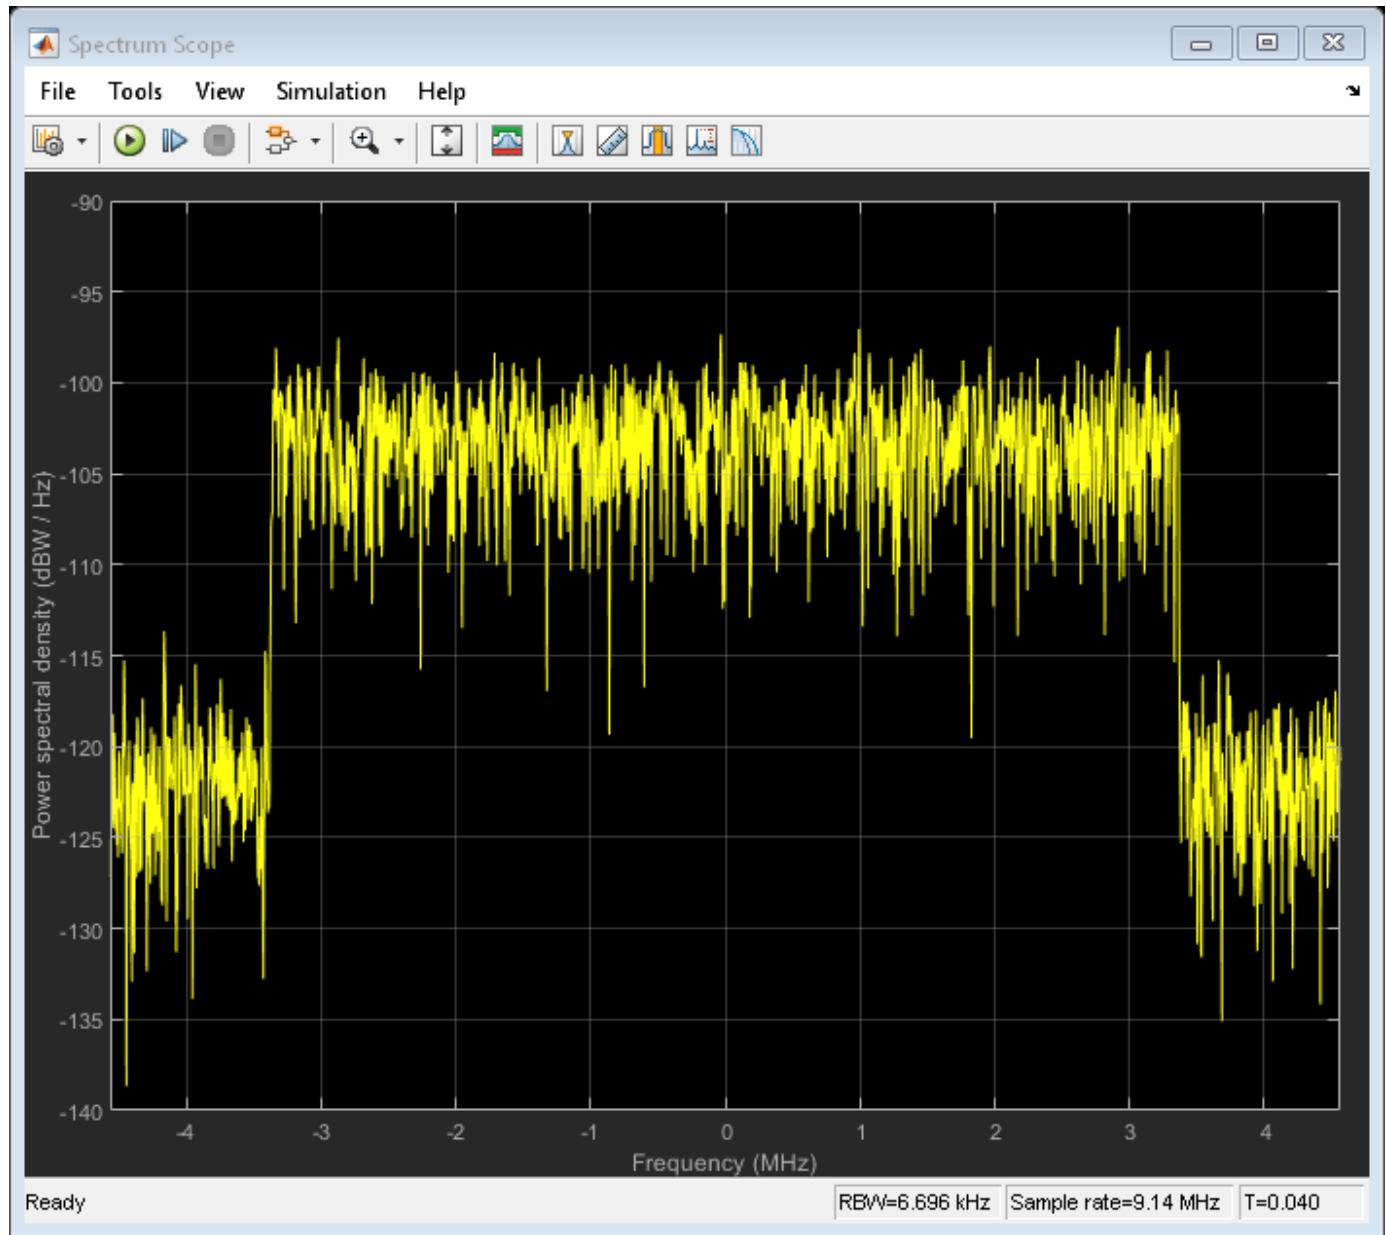 Spectrum Scope
File Tools View Simulation Help
-90
-95
-100
-105
-110
-115
-120
-125
-130
-135
-140
Power spectral density (dBW / Hz)
-4 -3 -2 -1 0 1 2 3 4
Frequency (MHz)
Ready RBW=6.696 kHz Sample rate=9.14 MHz T=0.040